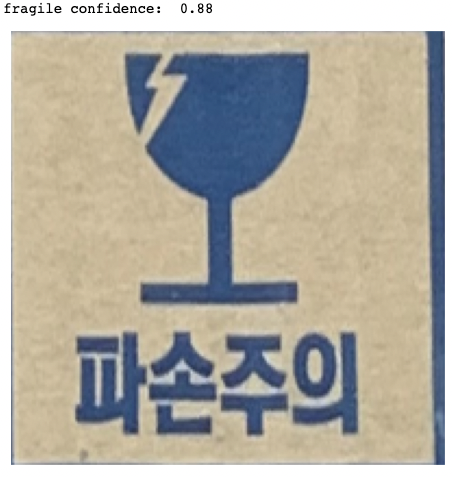 fragile confidence:  0.88
파손주의